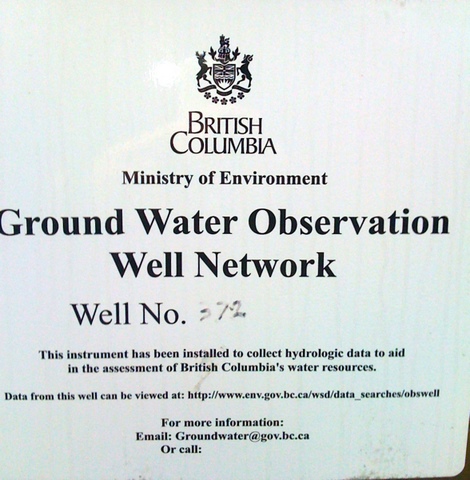 BRITISH
COLUMBIA
Ministry of Environment
Ground Water Observation
Well Network
Well No. 372
This instrument has been installed to collect hydrologic data to aid
in the assessment of British Columbia's water resources.
Data from this well can be viewed at: http://www.env.gov.bc.ca/wsd/data_searches/obswell
For more information:
Email: Groundwater@gov.bc.ca
Or call: